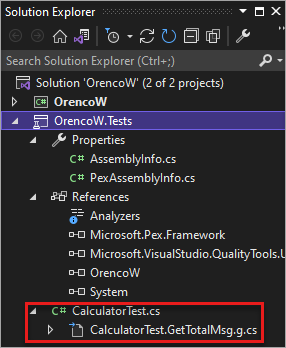 Solution Explorer
Search Solution Explorer (Ctrl+;)
Solution 'OrencoW' (2 of 2 projects)
C# OrencoW
OrencoW.Tests
Properties
C# AssemblyInfo.cs
C# PexAssemblyInfo.cs
References
Analyzers
Microsoft.Pex.Framework
Microsoft.VisualStudio.QualityTools.U
OrencoW
System
C# CalculatorTest.cs
CalculatorTest.GetTotalMsg.g.cs